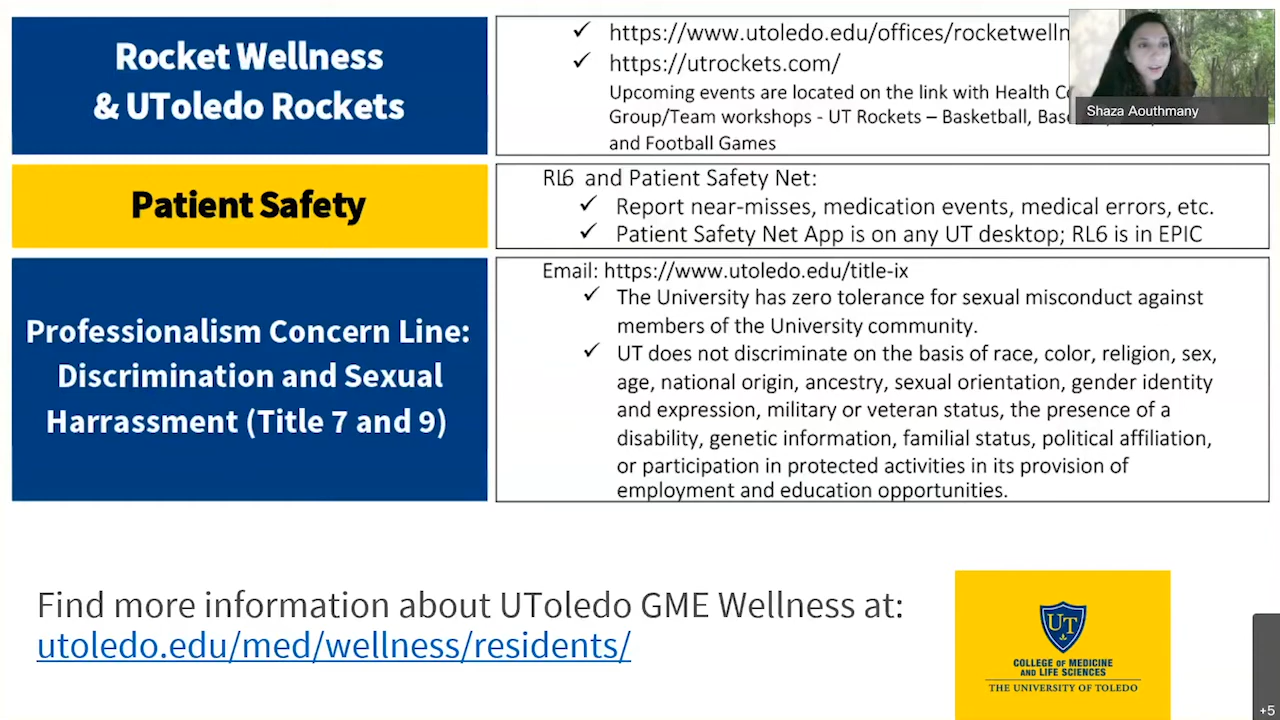 Rocket Wellness
& UToledo Rockets
https://www.utoledo.edu/offices/rocketwelln
https://utrockets.com/
Upcoming events are located on the link with Health
Group/Team workshops - UT Rockets – Basketball,
and Football Games
Shaza Aouthmany
Patient Safety
RL6 and Patient Safety Net:
Report near-misses, medication events, medical errors, etc.
Patient Safety Net App is on any UT desktop; RL6 is in EPIC
Professionalism Concern Line:
Discrimination and Sexual
Harrassment (Title 7 and 9)
Email: https://www.utoledo.edu/title-ix
The University has zero tolerance for sexual misconduct against
members of the University community.
UT does not discriminate on the basis of race, color, religion, sex,
age, national origin, ancestry, sexual orientation, gender identity
and expression, military or veteran status, the presence of a
disability, genetic information, familial status, political affiliation,
or participation in protected activities in its provision of
employment and education opportunities.
Find more information about UToledo GME Wellness at:
utoledo.edu/med/wellness/residents/
UT
COLLEGE OF MEDICINE
AND LIFE SCIENCES
THE UNIVERSITY OF TOLEDO
+5